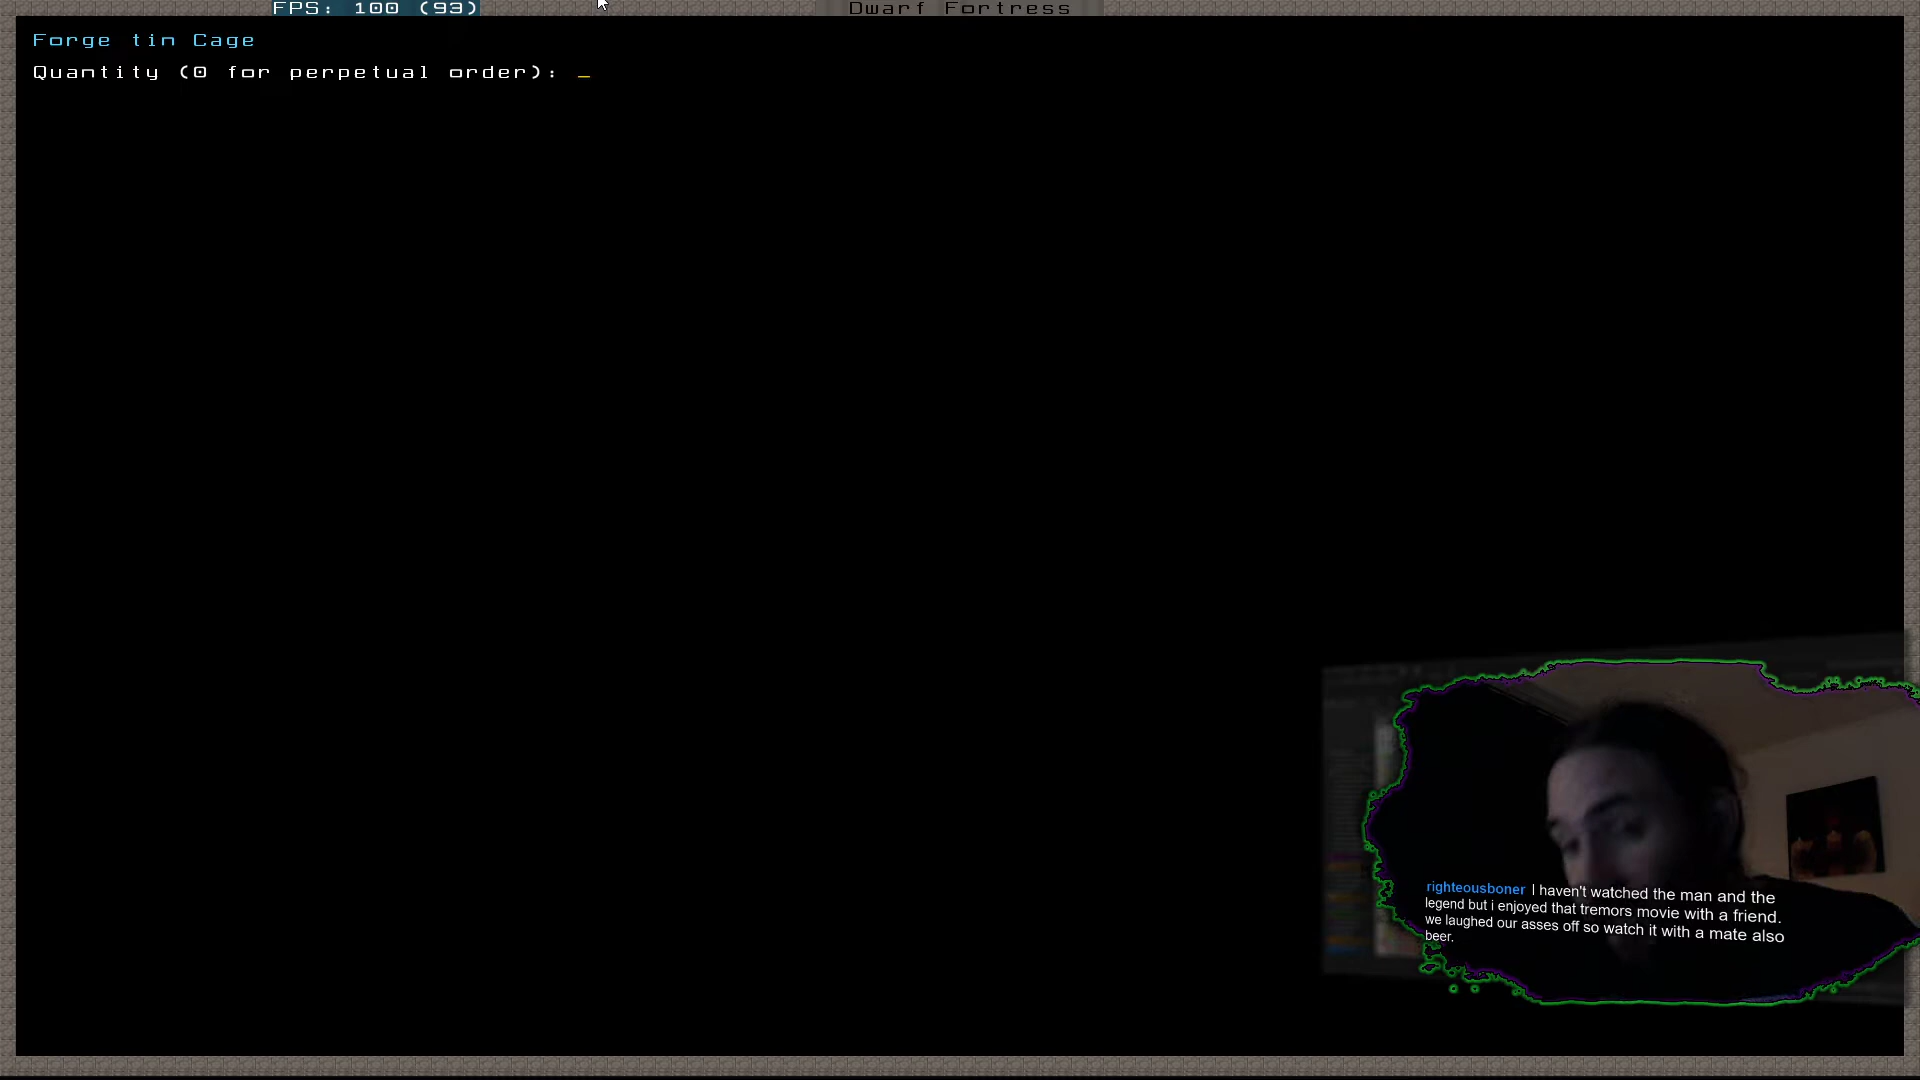 FPS: 100 (93)
Dwarf Fortress
Forge tin Cage
Quantity (0 for perpetual order): _
righteousboner I haven't watched the man and the
legend but i enjoyed that tremors movie with a friend.
we laughed our asses off so watch it with a mate also
beer.